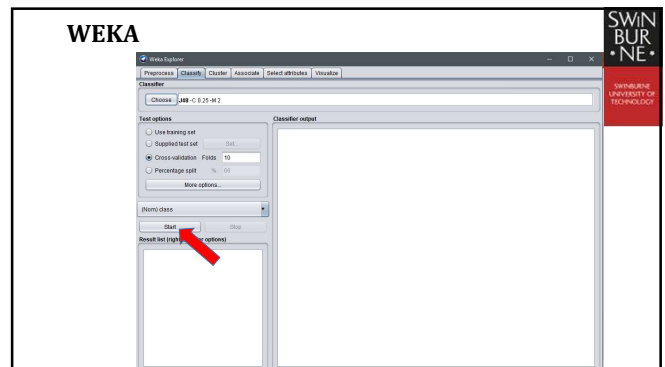 WEKA
SWiN
BUR
* NE *
SWINBURNE
UNIVERSITY OF
TECHNOLOGY
Weka Explorer
Preprocess Classify Cluster Associate Select attributes Visualize
Classifier
Choose J48 -C 0.25 -M 2
Test options
Classifier output
Use training set
Supplied test set Set...
Cross-validation Folds 10
Percentage split % 66
More options...
(Nom) class
Start Stop
Result list (right options)